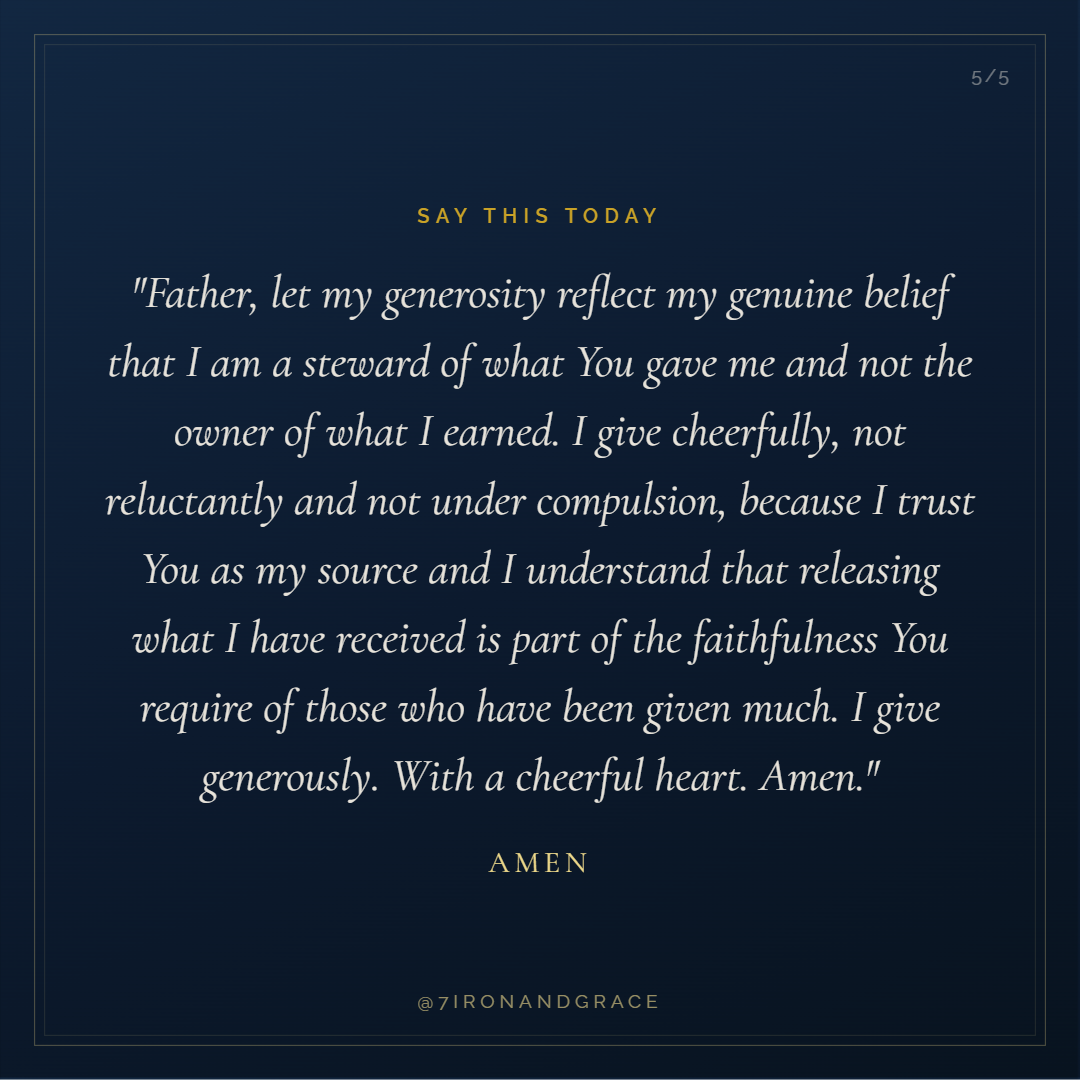 5/5
SAY THIS TODAY
"Father, let my generosity reflect my genuine belief
that I am a steward of what You gave me and not the
owner of what I earned. I give cheerfully, not
reluctantly and not under compulsion, because I trust
You as my source and I understand that releasing
what I have received is part of the faithfulness You
require of those who have been given much. I give
generously. With a cheerful heart. Amen."
AMEN
@7IRONANDGRACE